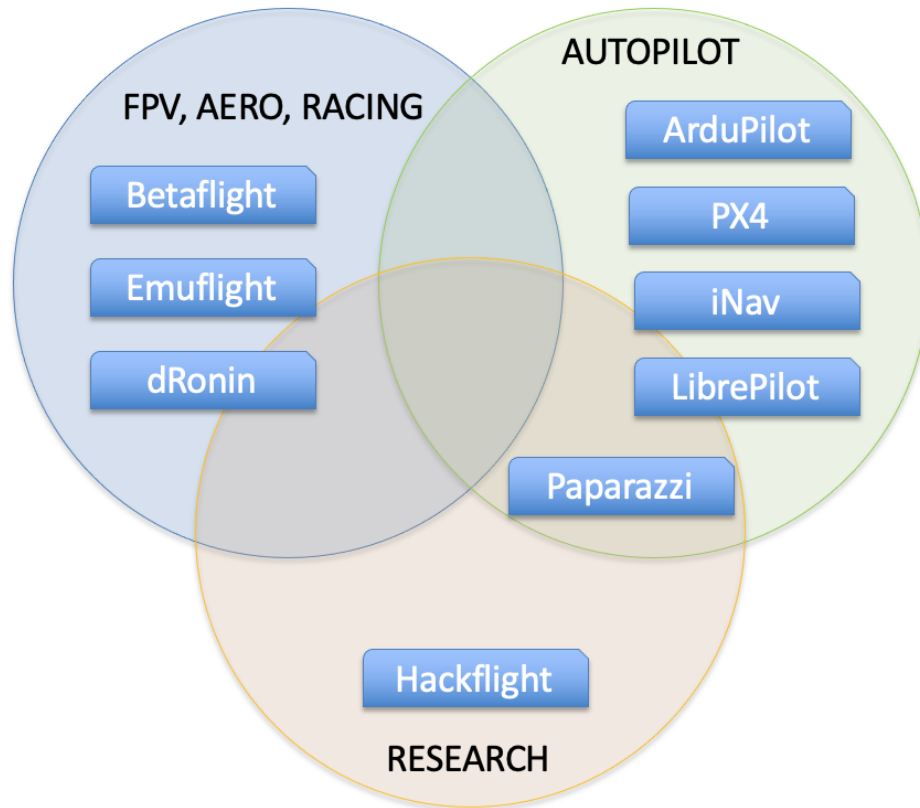 AUTOPILOT
FPV, AERO, RACING
ArduPilot
Betaflight
PX4
Emuflight
iNav
dRonin
LibrePilot
Paparazzi
Hackflight
RESEARCH